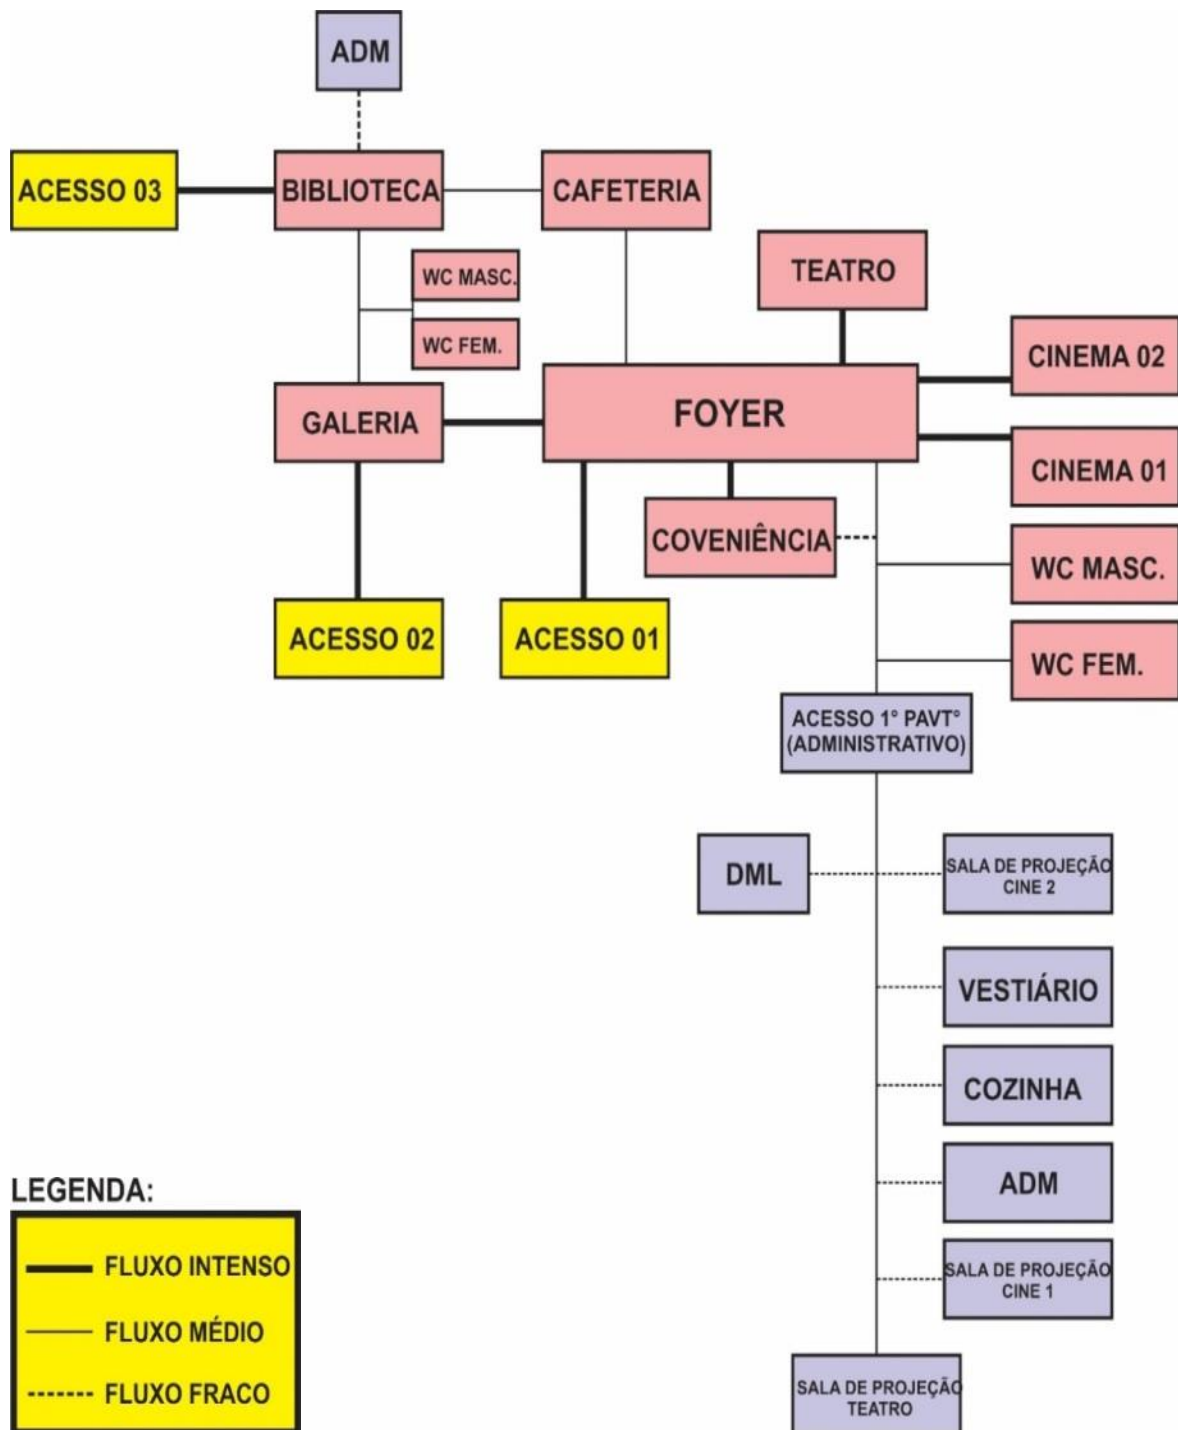 ADM
ACESSO 03
BIBLIOTECA
CAFETERIA
WC MASC.
WC FEM.
TEATRO
CINEMA 02
GALERIA
FOYER
CINEMA 01
COVENIÊNCIA
WC MASC.
ACESSO 02
ACESSO 01
WC FEM.
ACESSO 1° PAVT°
(ADMINISTRATIVO)
DML
SALA DE PROJEÇÃO
CINE 2
VESTIÁRIO
COZINHA
ADM
SALA DE PROJEÇÃO
CINE 1
SALA DE PROJEÇÃO
TEATRO
LEGENDA:
FLUXO INTENSO
FLUXO MÉDIO
FLUXO FRACO